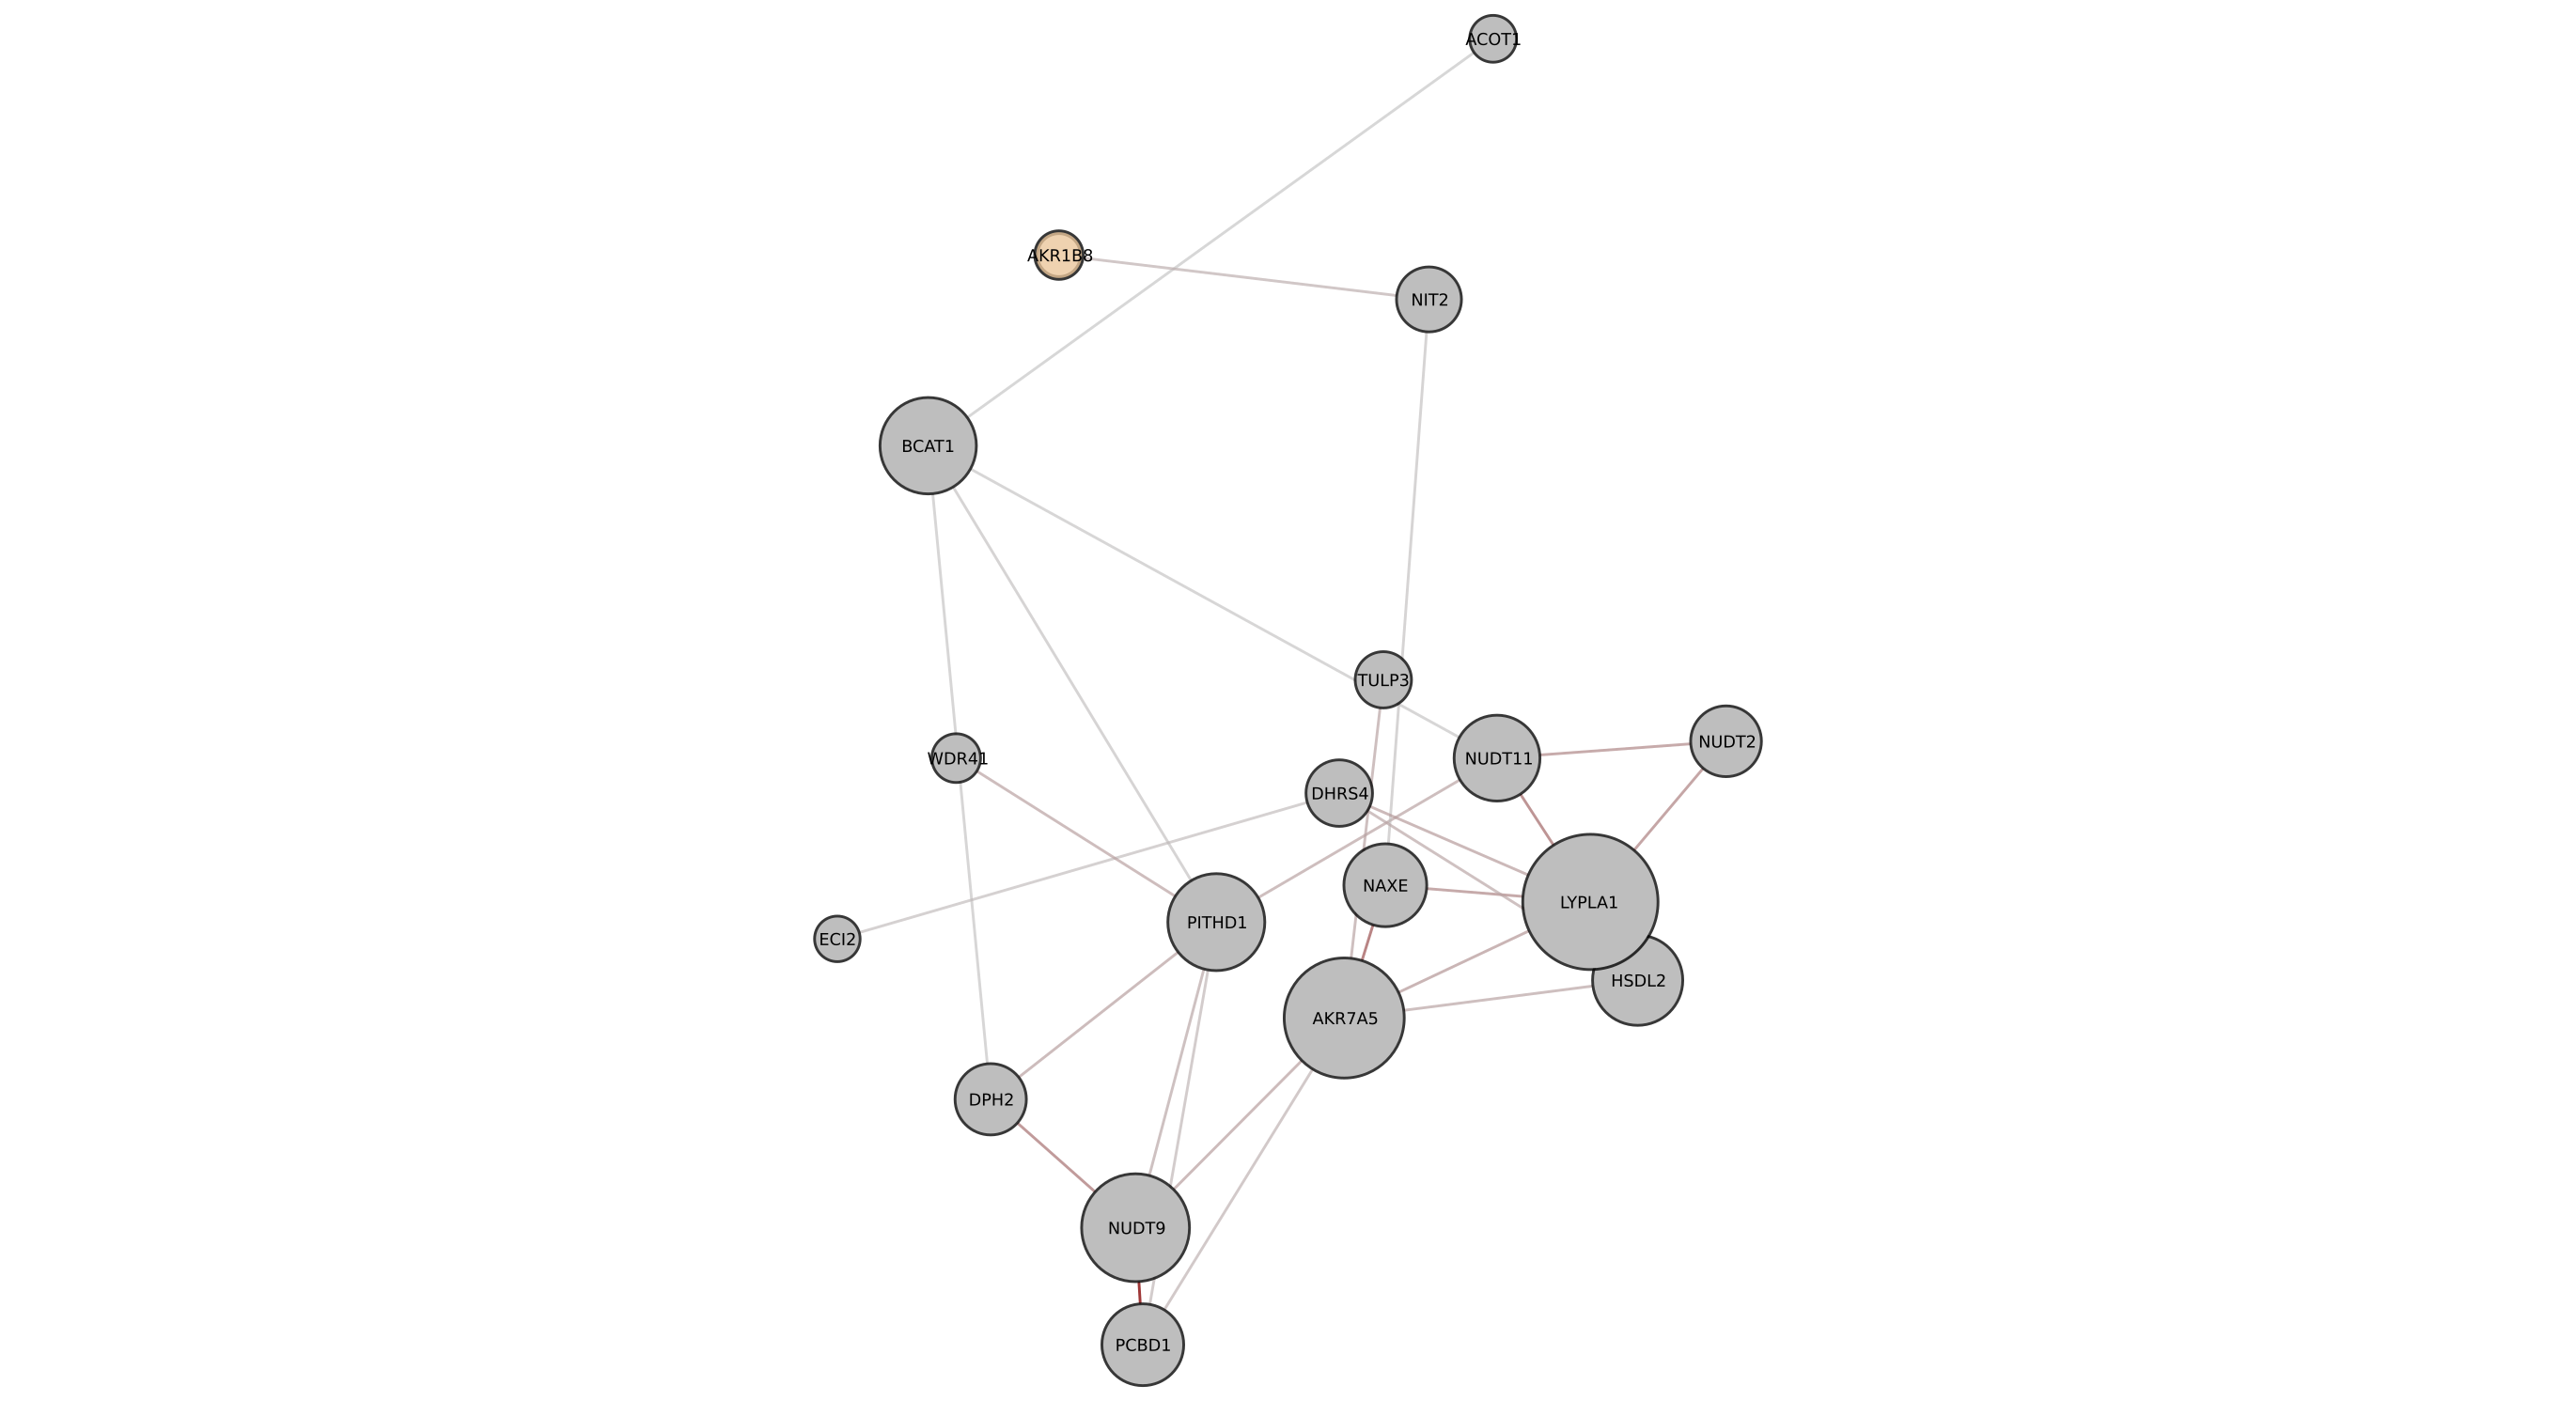 ACOT1
AKR1B8
NIT2
BCAT1
TULP3
NUDT2
WDR41
NUDT11
DHRS4
NAXE
LYPLA1
PITHD1
ECI2
HSDL2
AKR7A5
DPH2
NUDT9
PCBD1